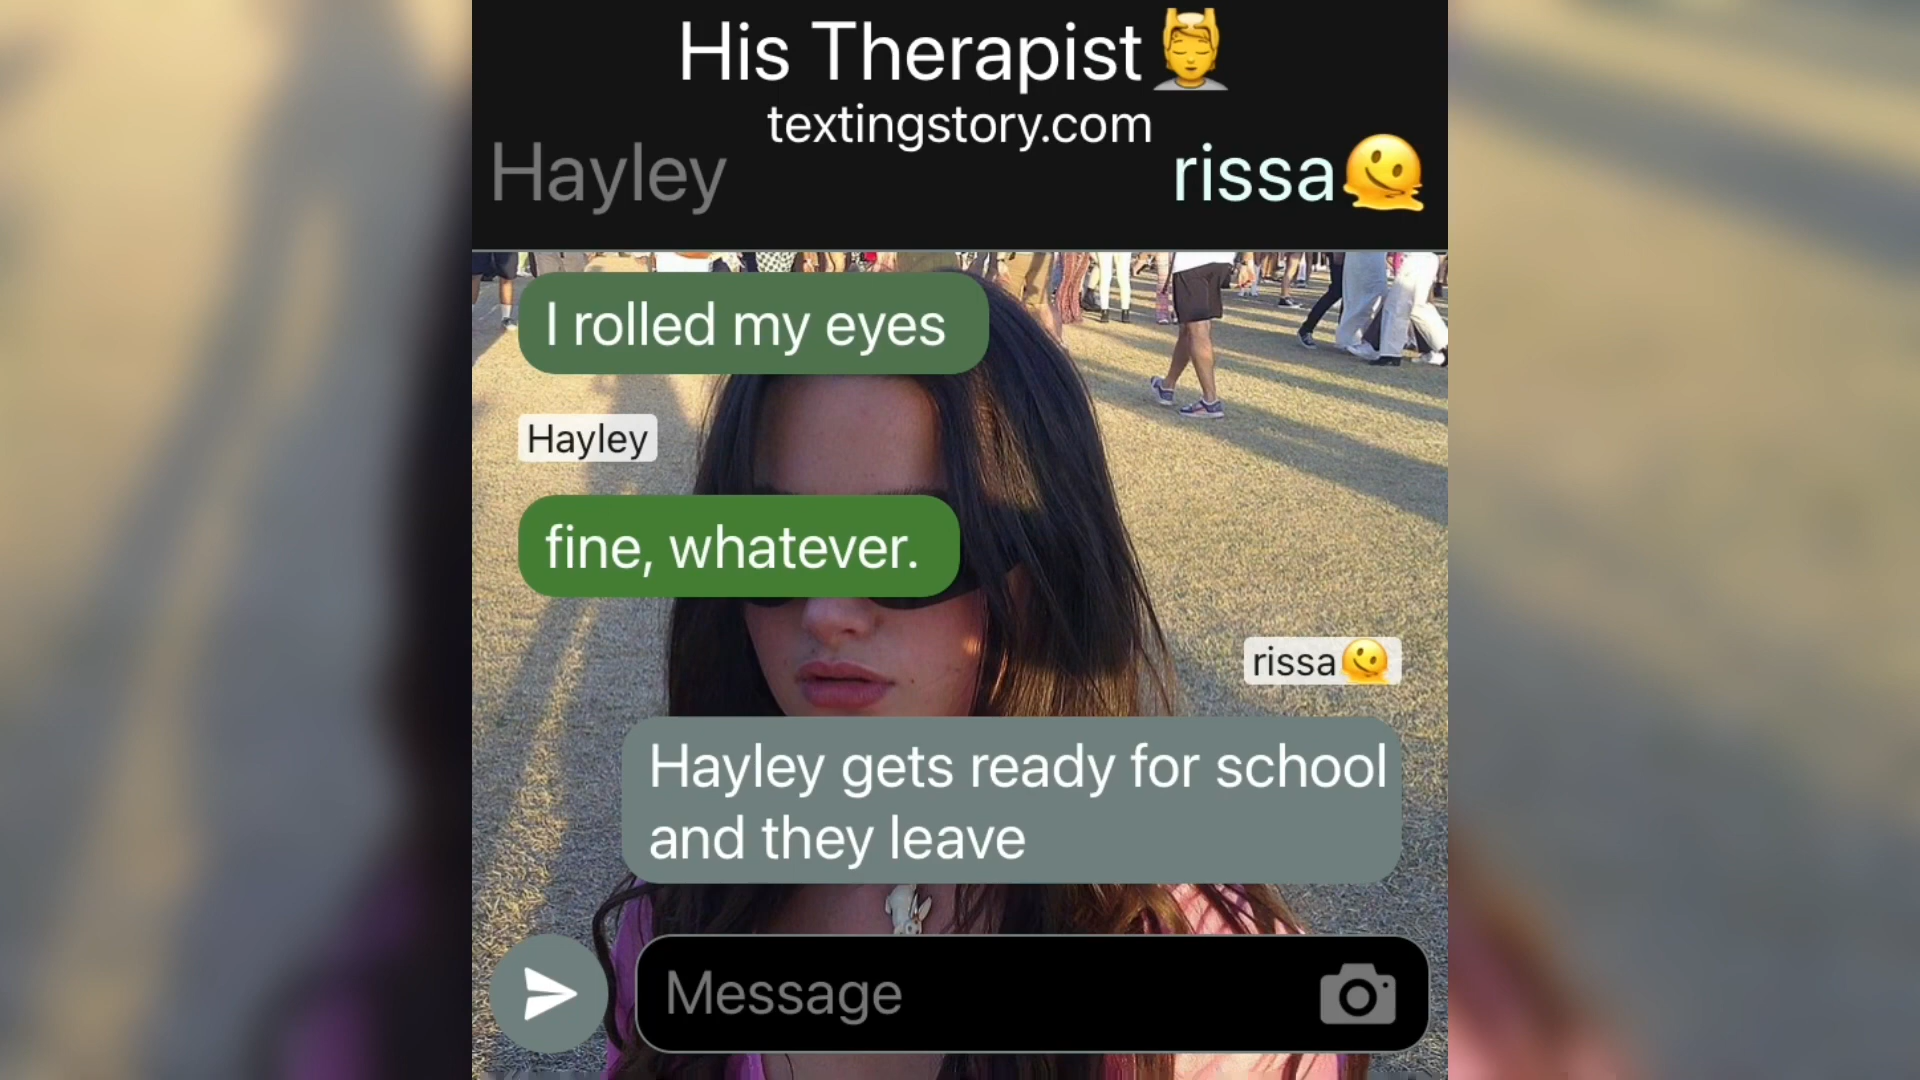 His Therapist💆
textingstory.com
Hayley
rissa🫠
I rolled my eyes
Hayley
fine, whatever.
rissa🫠
Hayley gets ready for school
and they leave
Message